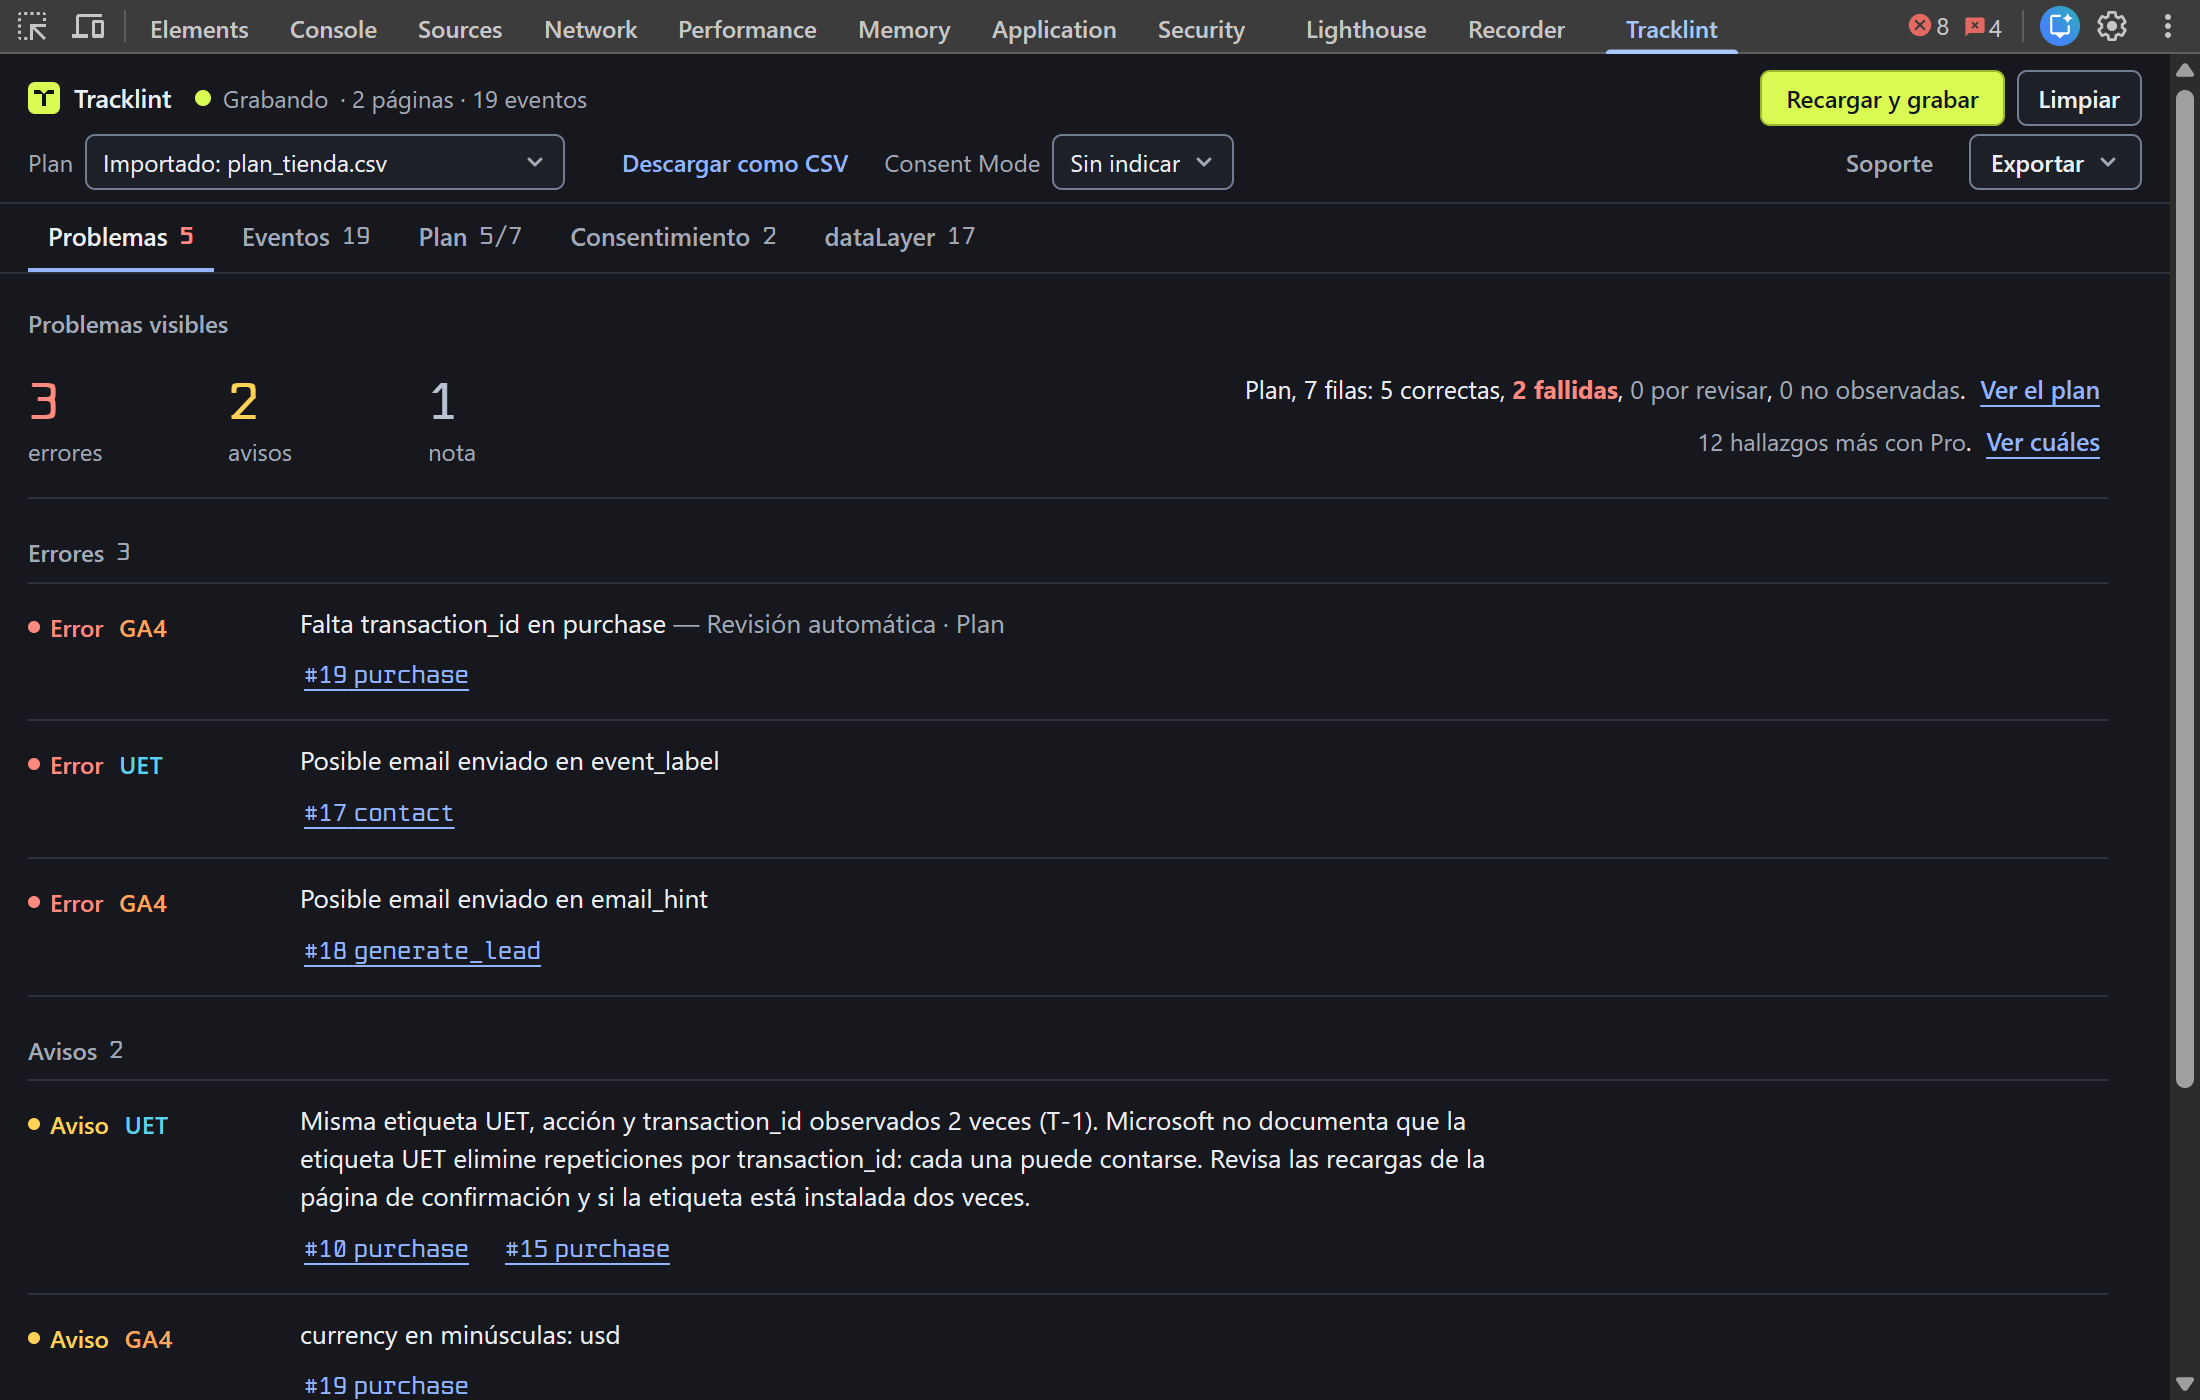 Elements Console Sources Network Performance Memory Application Security Lighthouse Recorder Tracklint 8 4
Tracklint Grabando · 2 páginas · 19 eventos Recargar y grabar Limpiar
Plan Importado: plan_tienda.csv Descargar como CSV Consent Mode Sin indicar Soporte Exportar
Problemas 5 Eventos 19 Plan 5/7 Consentimiento 2 dataLayer 17
Problemas visibles
3 2 1
errores avisos nota
Plan, 7 filas: 5 correctas, 2 fallidas, 0 por revisar, 0 no observadas. Ver el plan
12 hallazgos más con Pro. Ver cuáles
Errores 3
Error GA4 Falta transaction_id en purchase — Revisión automática · Plan
#19 purchase
Error UET Posible email enviado en event_label
#17 contact
Error GA4 Posible email enviado en email_hint
#18 generate_lead
Avisos 2
Aviso UET Misma etiqueta UET, acción y transaction_id observados 2 veces (T-1). Microsoft no documenta que la
etiqueta UET elimine repeticiones por transaction_id: cada una puede contarse. Revisa las recargas de la
página de confirmación y si la etiqueta está instalada dos veces.
#10 purchase #15 purchase
Aviso GA4 currency en minúsculas: usd
#19 purchase